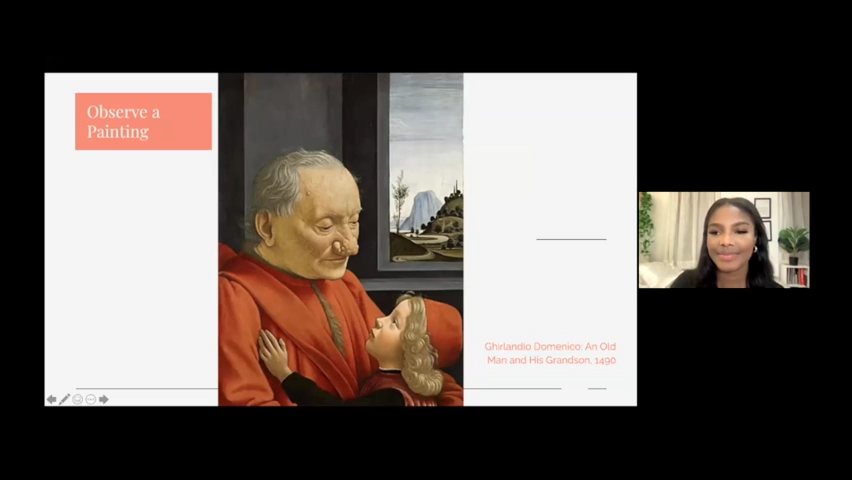 Observe a
Painting
Ghirlandio Domenico: An Old
Man and His Grandson, 1490